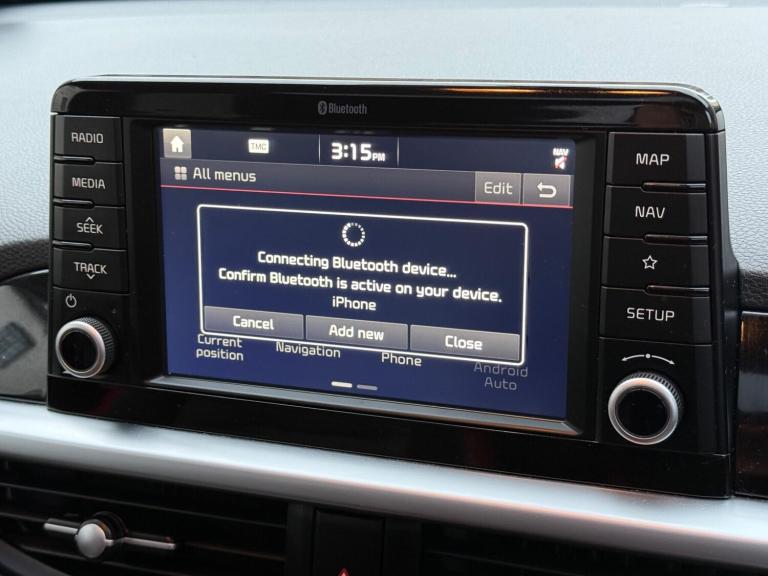 Bluetooth
RADIO
MEDIA
SEEK
TRACK
TMC
3:15PM
NAV
All menus
Edit
Connecting Bluetooth device...
Confirm Bluetooth is active on your device.
iPhone
Cancel
Add new
Close
Current
position
Navigation
Phone
Android
Auto
MAP
NAV
SETUP